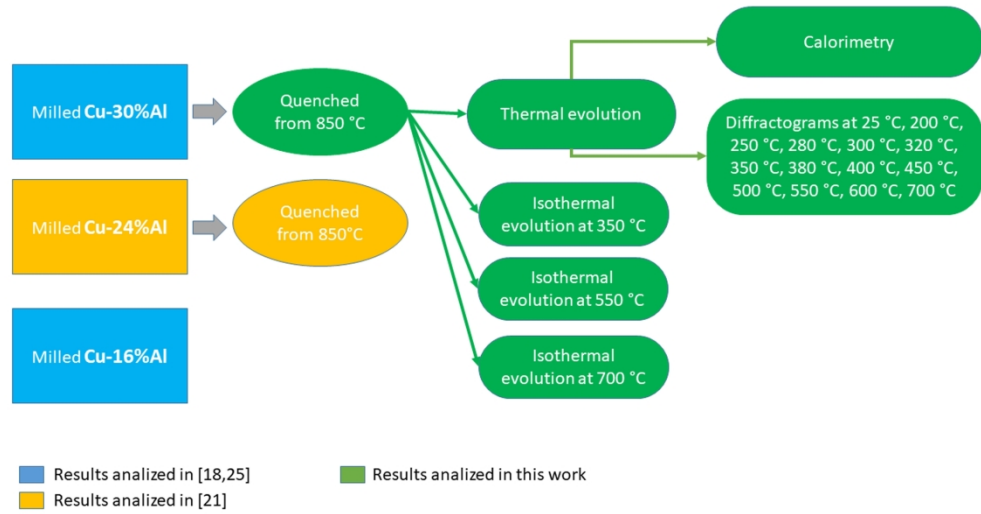 Milled Cu-30%Al
Quenched
from 850 °C
Thermal evolution
Calorimetry
Diffractograms at 25 °C, 200 °C,
250 °C, 280 °C, 300 °C, 320 °C,
350 °C, 380 °C, 400 °C, 450 °C,
500 °C, 550 °C, 600 °C, 700 °C
Milled Cu-24%Al
Quenched
from 850°C
Isothermal
evolution at 350 °C
Isothermal
evolution at 550 °C
Milled Cu-16%Al
Isothermal
evolution at 700 °C
Results analized in [18,25]
Results analized in this work
Results analized in [21]